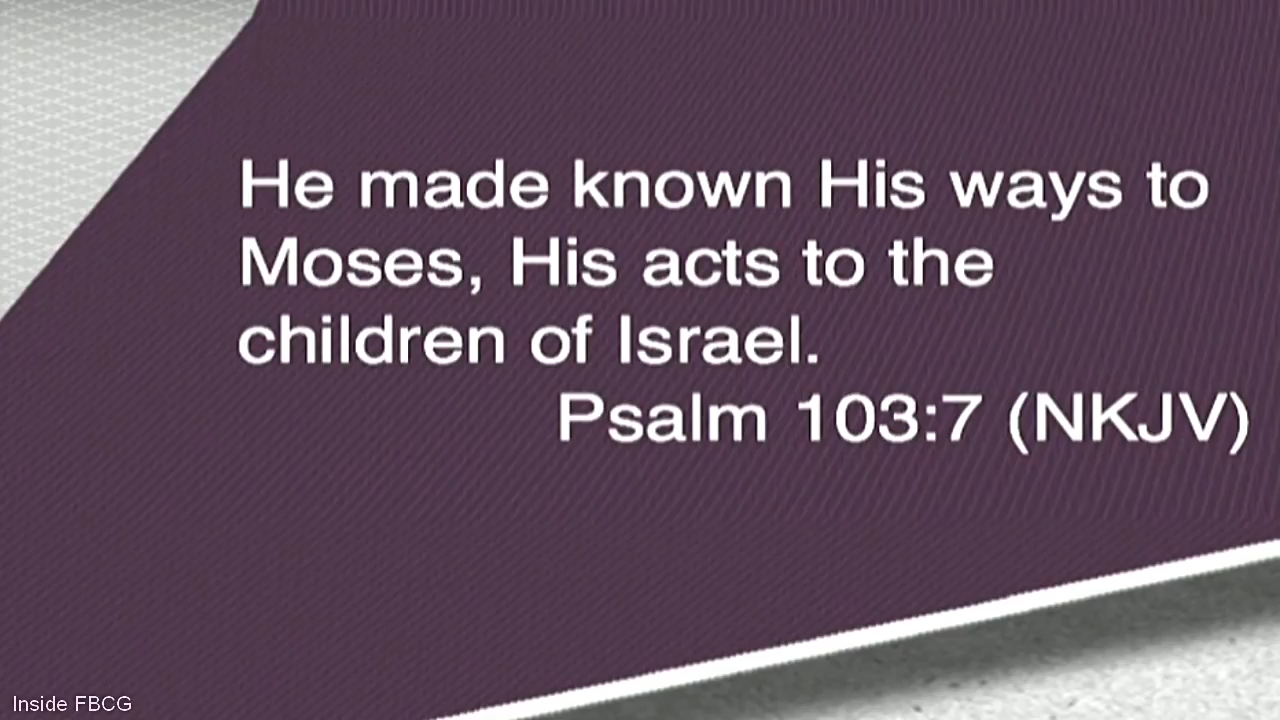 He made known His ways to
Moses, His acts to the
children of Israel.
Psalm 103:7 (NKJV)
Inside FBCG